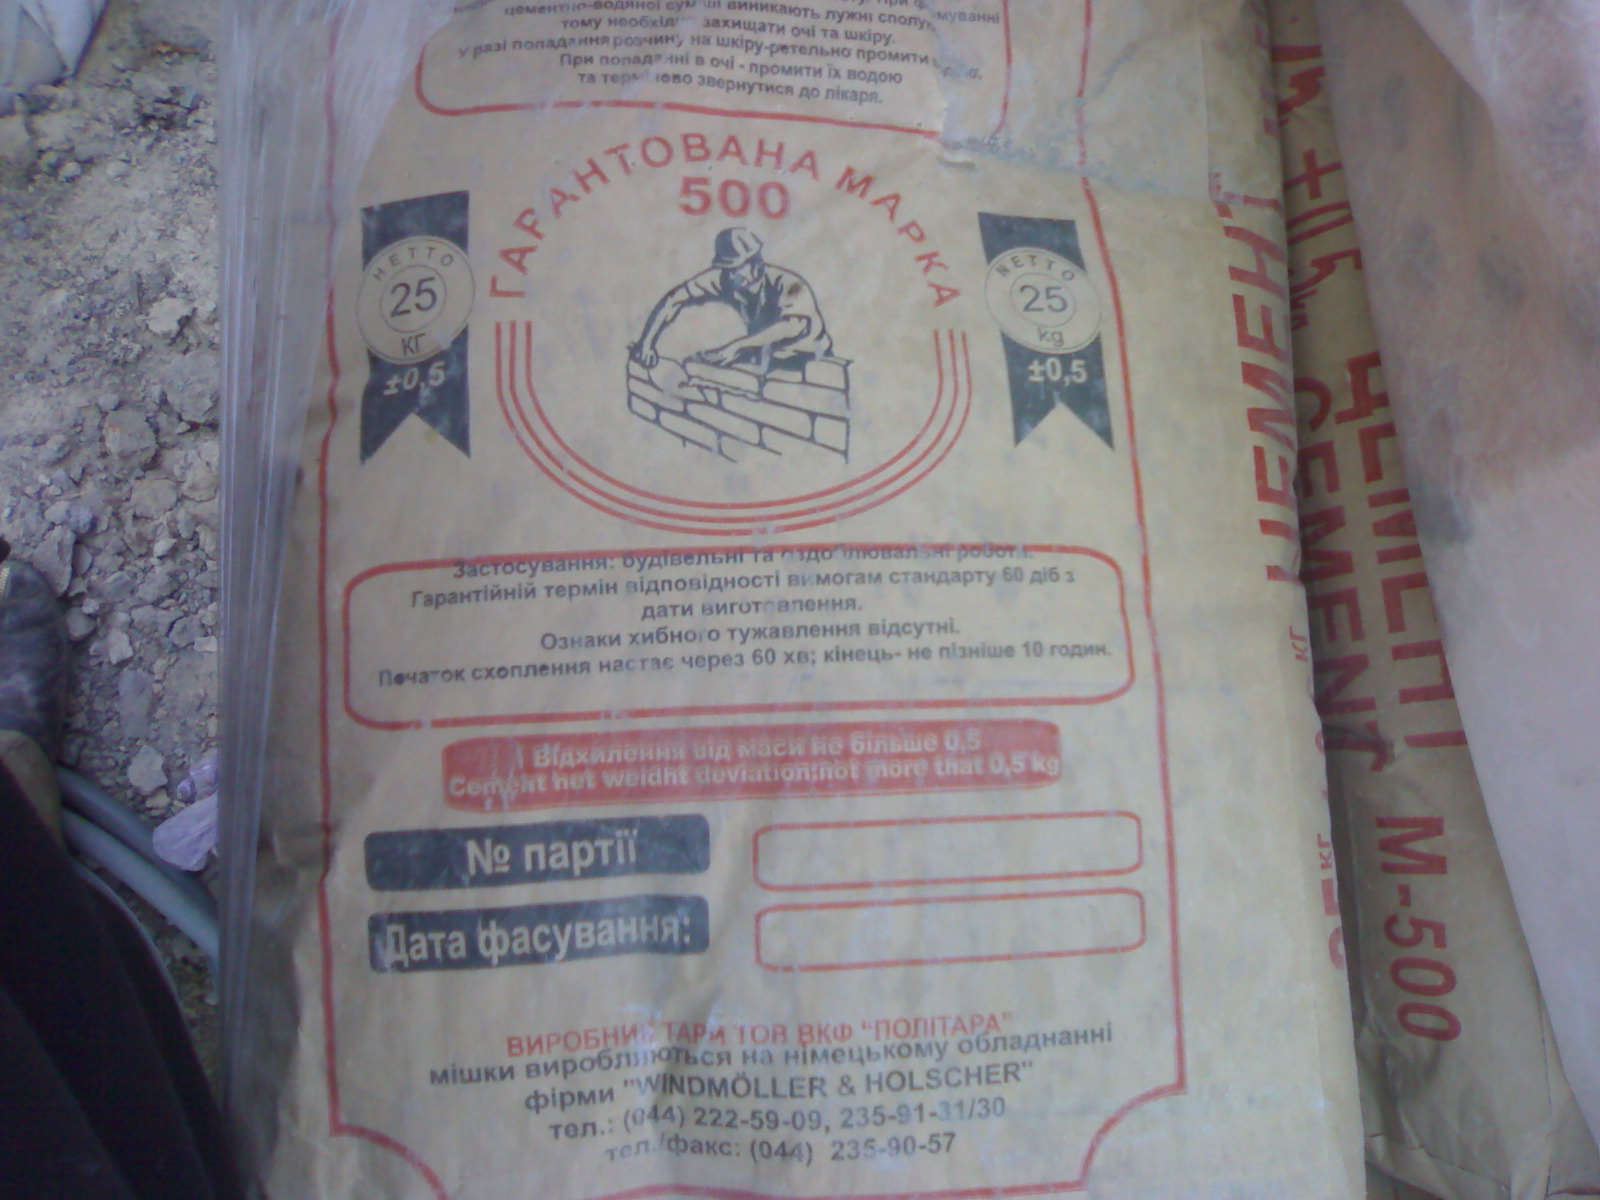 цементно-водяної суміші виникають лужні
тому необхідно захищати очі та шкіру.
У разі попадання розчину на шкіру-ретельно промити
При попаданні в очі - промити їх водою
та терміново звернутися до лікаря.
ГАРАНТОВАНА МАРКА
500
НЕТТО
25
КГ
±0,5
NETTO
25
kg
±0,5
Застосування: будівельні та оздоблювальні роботи.
Гарантійній термін відповідності вимогам стандарту 60 діб з
дати виготовлення.
Ознаки хибного тужавлення відсутні.
Початок схоплення настає через 60 хв; кінець- не пізніше 10 годин.
Відхилення від маси не більше 0,5
Cement net weidht deviation:not more that 0,5 kg
№ партії
Дата фасування:
ВИРОБНИК ТАРИ ТОВ ВКФ "ПОЛІТАРА"
мішки виробляються на німецькому обладнанні
фірми "WINDMÖLLER & HOLSCHER"
тел.: (044) 222-59-09, 235-91-31/30
тел./факс: (044) 235-90-57
ЦЕМЕНТ
кг
CEMENT
ЦЕМЕНТ М-500